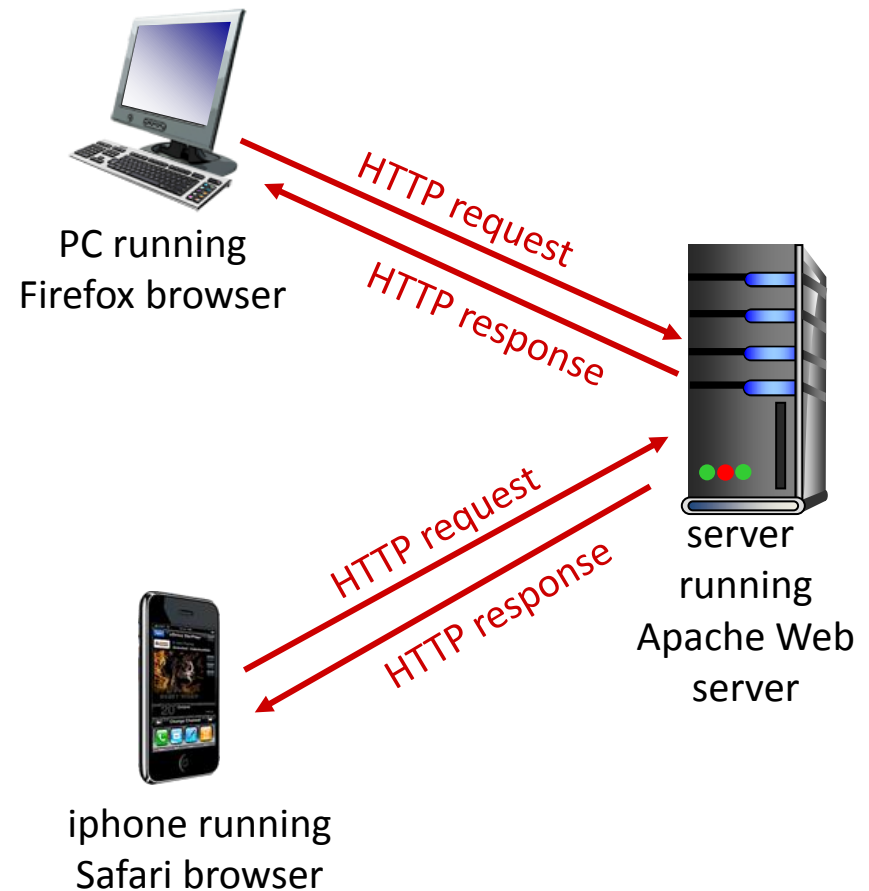 HTTP request
PC running
Firefox browser
HTTP response
HTTP request
HTTP response
server
running
Apache Web
server
iphone running
Safari browser